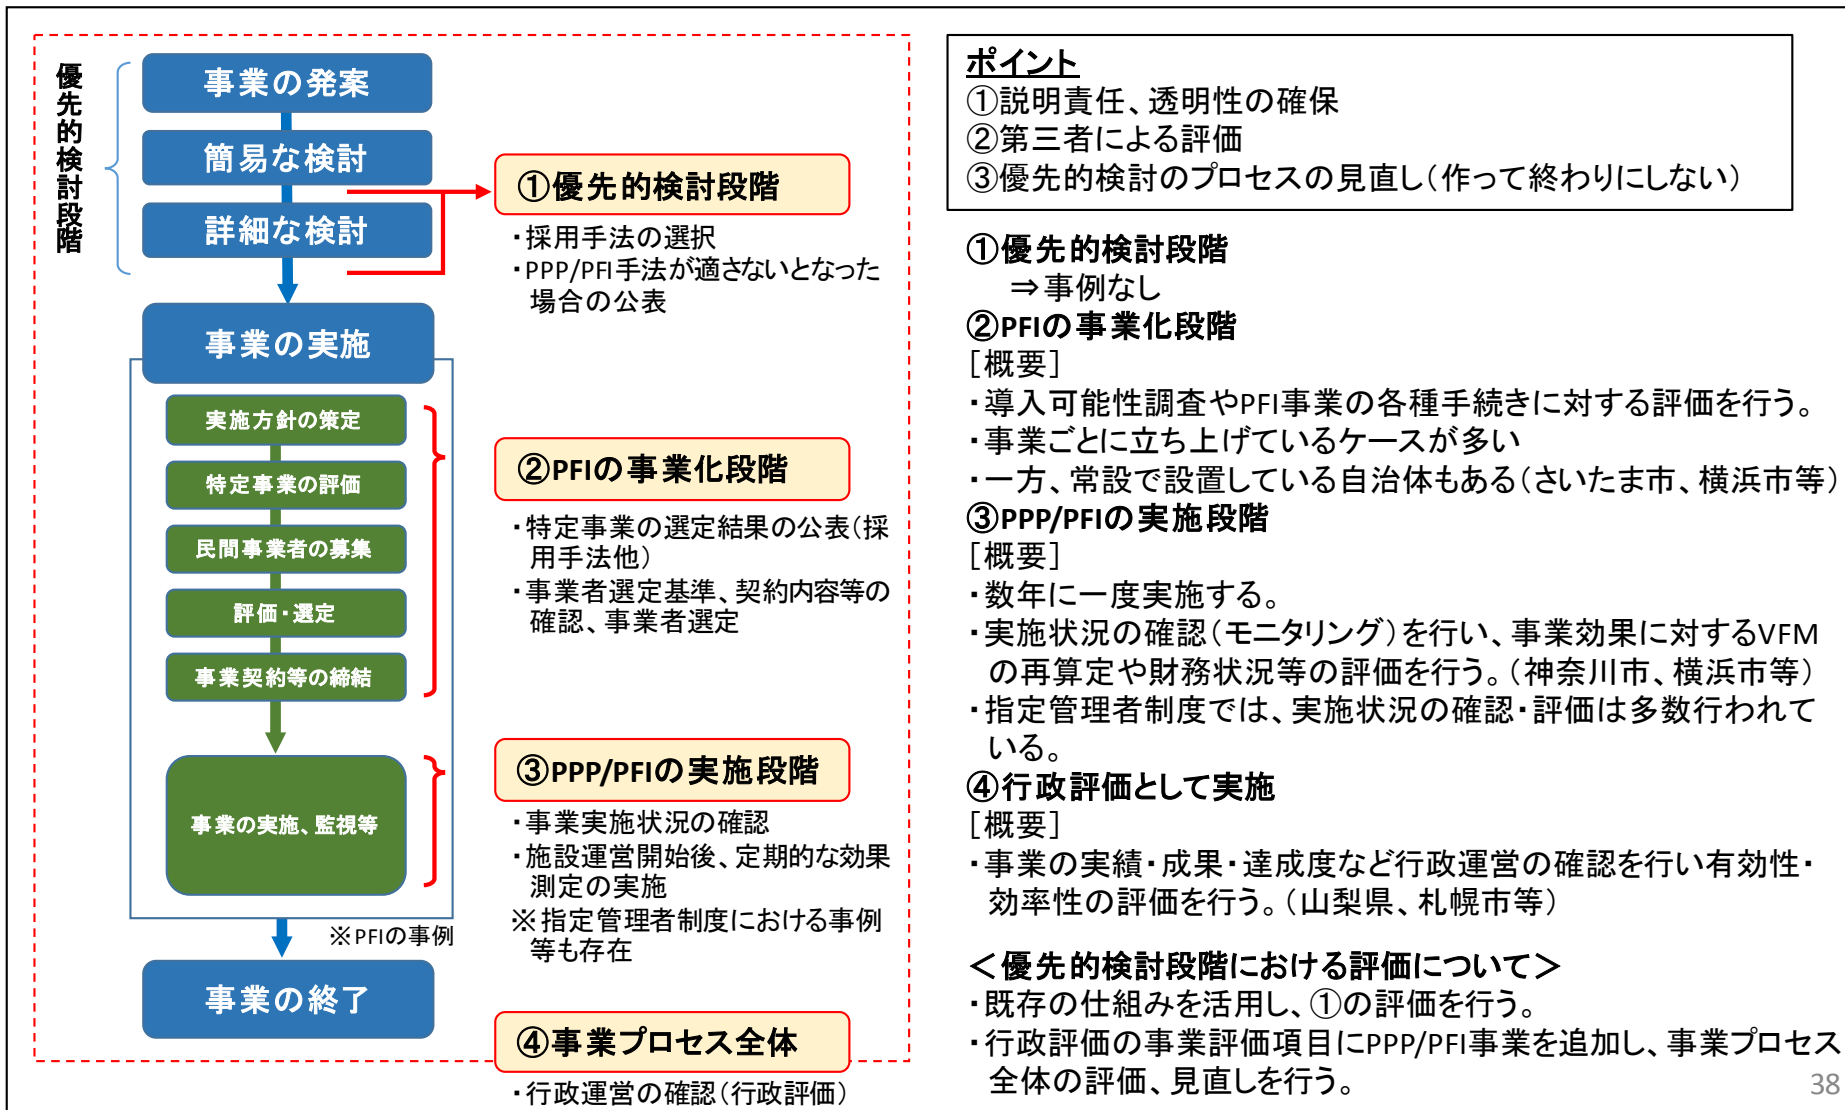 優先的検討段階
事業の発案
簡易な検討
詳細な検討
事業の実施
実施方針の策定
特定事業の評価
民間事業者の募集
評価・選定
事業契約等の締結
事業の実施、監視等
※PFIの事例
事業の終了
①優先的検討段階
・採用手法の選択
・PPP/PFI手法が適さないとなった
場合の公表
②PFIの事業化段階
・特定事業の選定結果の公表(採
用手法他)
・事業者選定基準、契約内容等の
確認、事業者選定
③PPP/PFIの実施段階
・事業実施状況の確認
・施設運営開始後、定期的な効果
測定の実施
※指定管理者制度における事例
等も存在
④事業プロセス全体
・行政運営の確認(行政評価)
ポイント
①説明責任、透明性の確保
②第三者による評価
③優先的検討のプロセスの見直し(作って終わりにしない)
①優先的検討段階
⇒事例なし
②PFIの事業化段階
[概要]
・導入可能性調査やPFI事業の各種手続きに対する評価を行う。
・事業ごとに立ち上げているケースが多い
・一方、常設で設置している自治体もある(さいたま市、横浜市等)
③PPP/PFIの実施段階
[概要]
・数年に一度実施する。
・実施状況の確認(モニタリング)を行い、事業効果に対するVFM
の再算定や財務状況等の評価を行う。(神奈川市、横浜市等)
・指定管理者制度では、実施状況の確認・評価は多数行われて
いる。
④行政評価として実施
[概要]
・事業の実績・成果・達成度など行政運営の確認を行い有効性・
効率性の評価を行う。(山梨県、札幌市等)
<優先的検討段階における評価について>
・既存の仕組みを活用し、①の評価を行う。
・行政評価の事業評価項目にPPP/PFI事業を追加し、事業プロセス
全体の評価、見直しを行う。
38